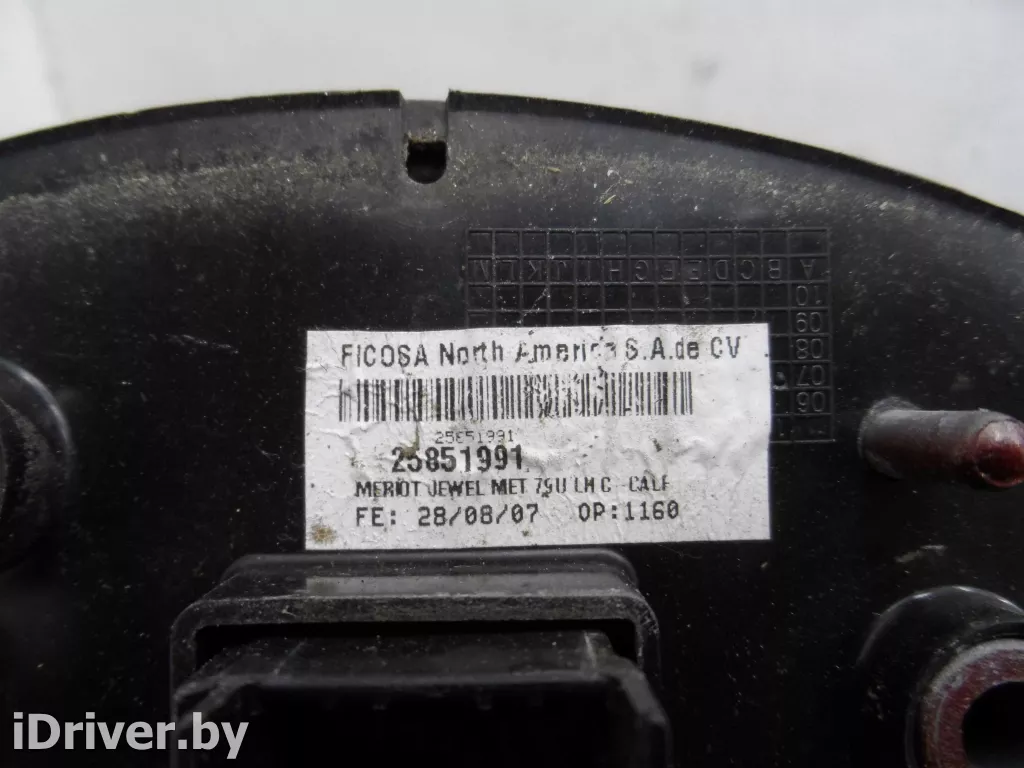 A B C D E F G H I J K L M
10
09
08
07
06
FICOSA North America S.A.de CV
25851991
25851991
MERIOT JEWEL MET 79U LH C CALF
FE: 28/08/07 OP:1160
iDriver.by